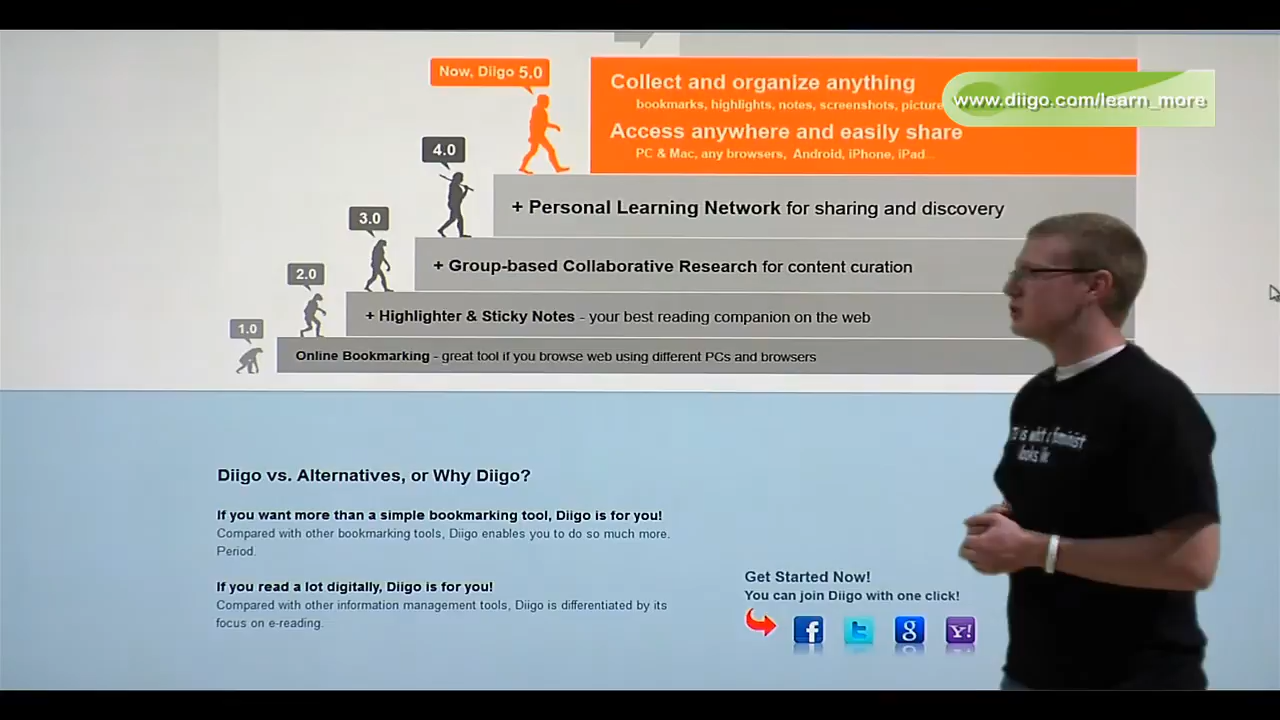 Now, Diigo 5.0
Collect and organize anything
bookmarks, highlights, notes, screenshots, picture
www.diigo.com/learn_more
Access anywhere and easily share
PC & Mac, any browsers, Android, iPhone, iPad...
4.0
+ Personal Learning Network for sharing and discovery
3.0
+ Group-based Collaborative Research for content curation
2.0
+ Highlighter & Sticky Notes - your best reading companion on the web
1.0
Online Bookmarking - great tool if you browse web using different PCs and browsers
is what a feminist
looks
Diigo vs. Alternatives, or Why Diigo?
If you want more than a simple bookmarking tool, Diigo is for you!
Compared with other bookmarking tools, Diigo enables you to do so much more.
Period.
If you read a lot digitally, Diigo is for you!
Compared with other information management tools, Diigo is differentiated by its
focus on e-reading.
Get Started Now!
You can join Diigo with one click!
f t 8 Y!